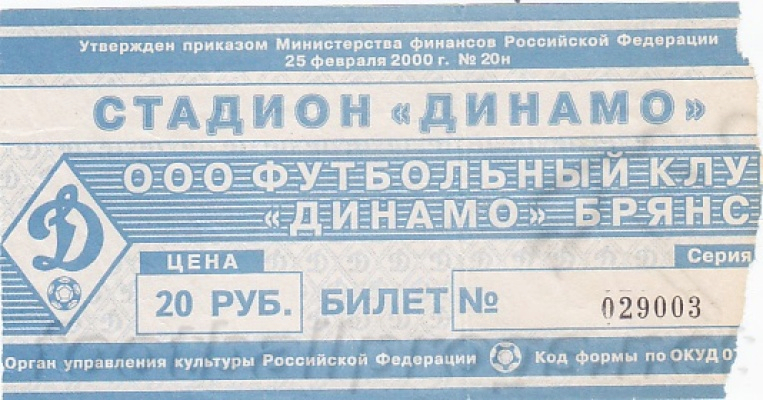 Утвержден приказом Министерства финансов Российской Федерации
25 февраля 2000 г. № 20н
СТАДИОН «ДИНАМО»
ООО ФУТБОЛЬНЫЙ КЛУ
«ДИНАМО» БРЯНС
Д
ЦЕНА
Серия
20 РУБ. БИЛЕТ №
029003
Орган управления культуры Российской Федерации
Код формы по ОКУД 07